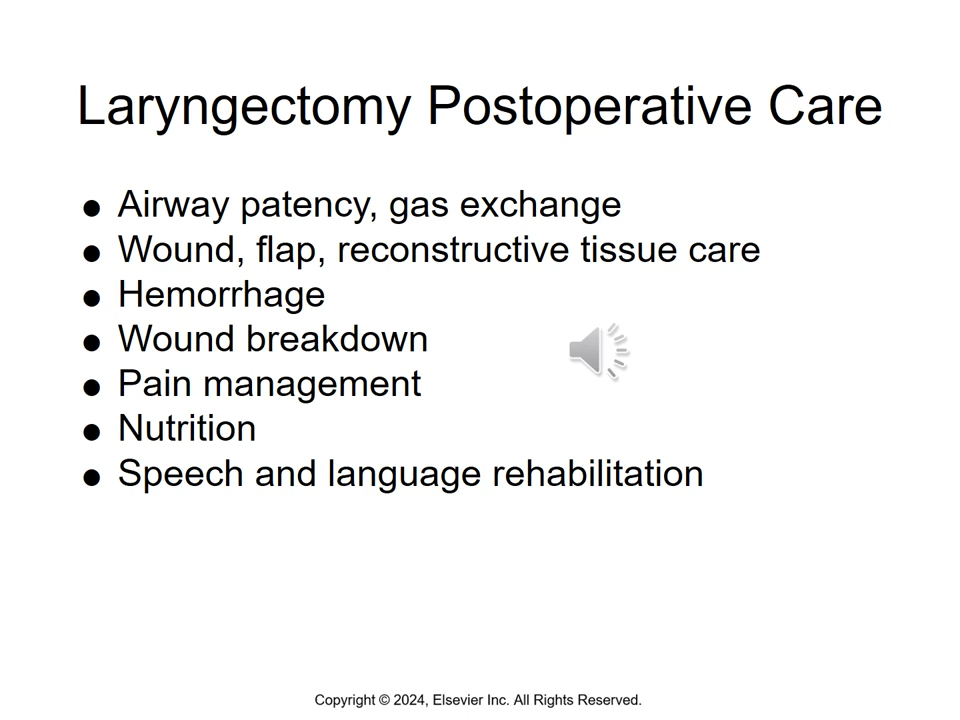 Laryngectomy Postoperative Care
● Airway patency, gas exchange
● Wound, flap, reconstructive tissue care
● Hemorrhage
● Wound breakdown
● Pain management
● Nutrition
● Speech and language rehabilitation
Copyright © 2024, Elsevier Inc. All Rights Reserved.